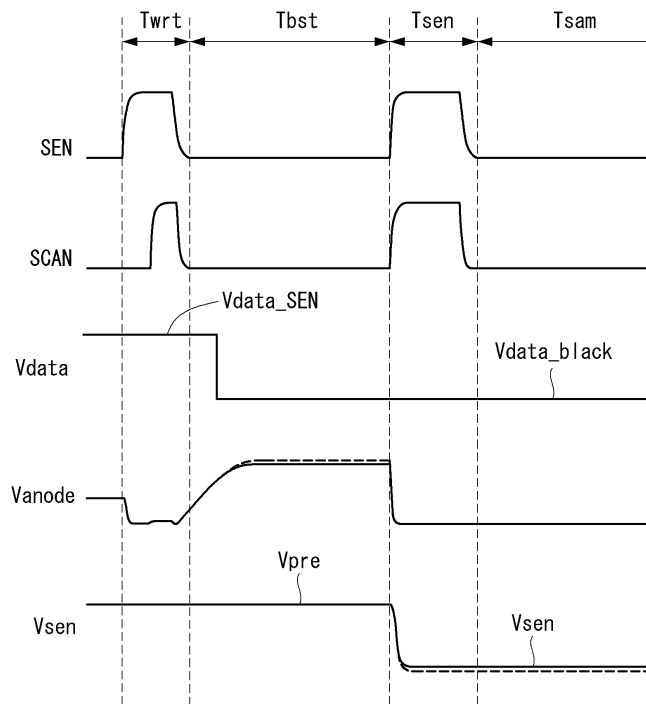 Twrt Tbst Tsen Tsam
SEN
SCAN
Vdata_SEN
Vdata
Vdata_black
Vanode
Vpre
Vsen
Vsen